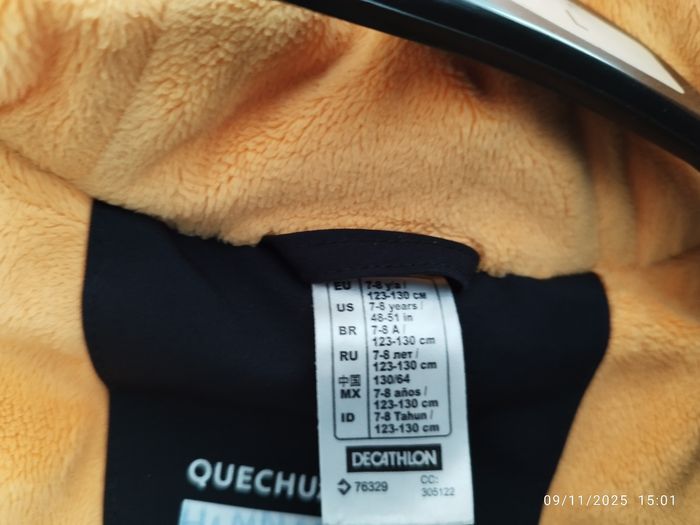 EU 7-8 y/a /
123-130 CM
US 7-8 years /
48-51 in
BR 7-8 A /
123-130 cm
RU 7-8 лет /
123-130 cm
中国 130/64
MX 7-8 años /
123-130 cm
ID 7-8 Tahun /
123-130 cm
DECATHLON
76329 CC:
305122
QUECHU
09/11/2025 15:01